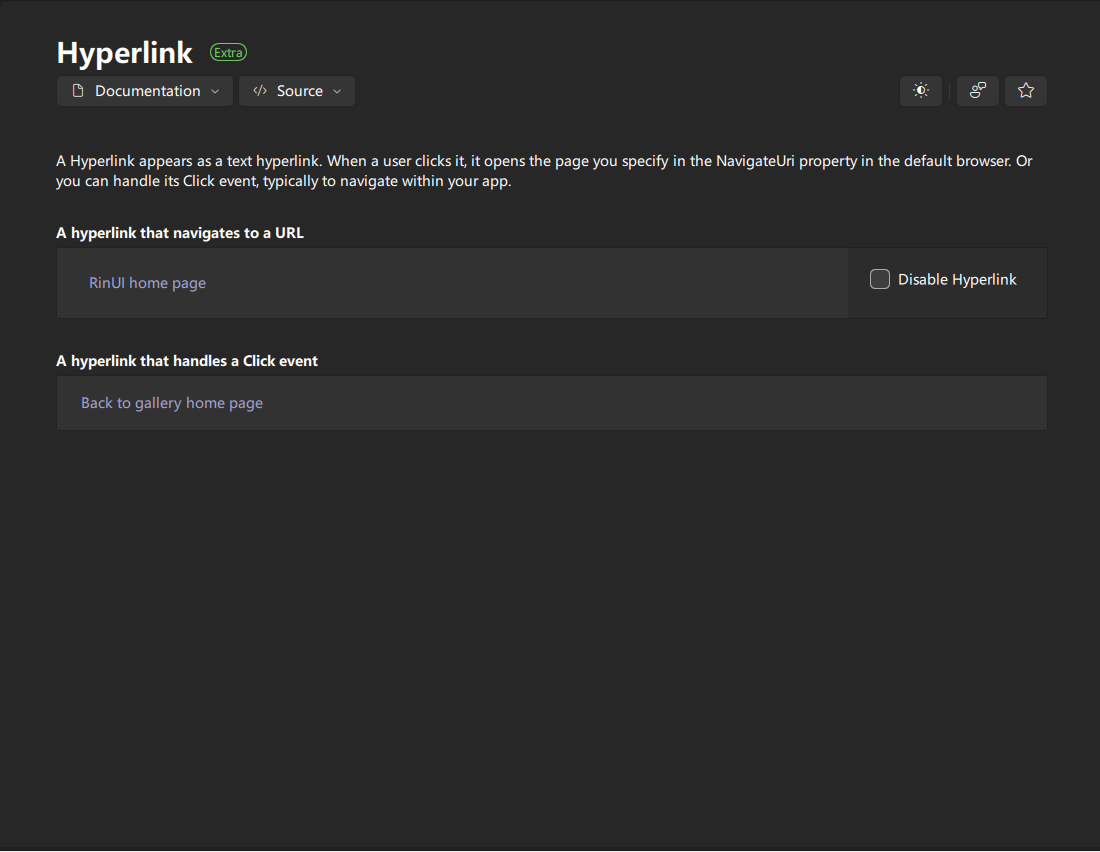 Hyperlink Extra
Documentation Source
A Hyperlink appears as a text hyperlink. When a user clicks it, it opens the page you specify in the NavigateUri property in the default browser. Or
you can handle its Click event, typically to navigate within your app.
A hyperlink that navigates to a URL
RinUI home page
Disable Hyperlink
A hyperlink that handles a Click event
Back to gallery home page